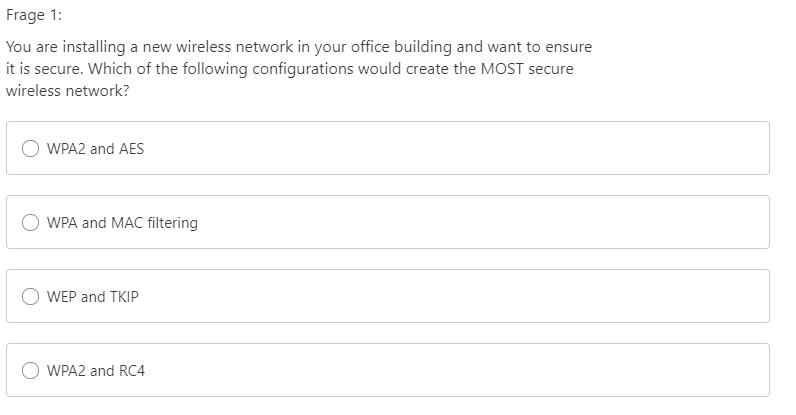 Frage 1:
You are installing a new wireless network in your office building and want to ensure
it is secure. Which of the following configurations would create the MOST secure
wireless network?
WPA2 and AES
WPA and MAC filtering
WEP and TKIP
WPA2 and RC4